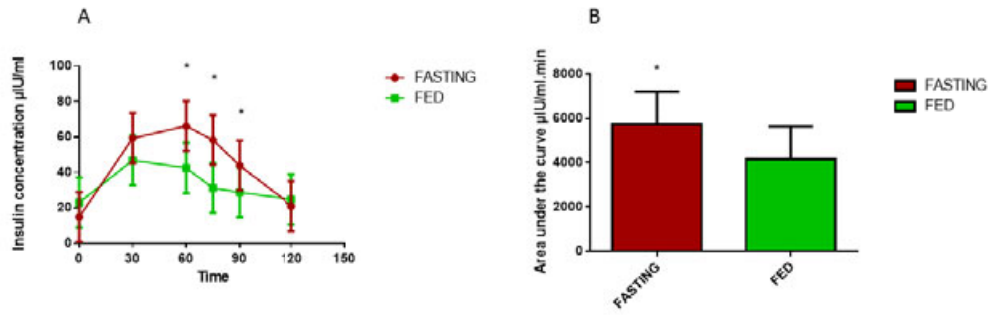 A
Insulin concentration µIU/ml
100
80
60
40
20
0
*
*
*
0 30 60 90 120 150
Time
FASTING
FED
B
Area under the curve µIU/ml.min
8000
6000
4000
2000
0
*
FASTING
FED
FASTING
FED